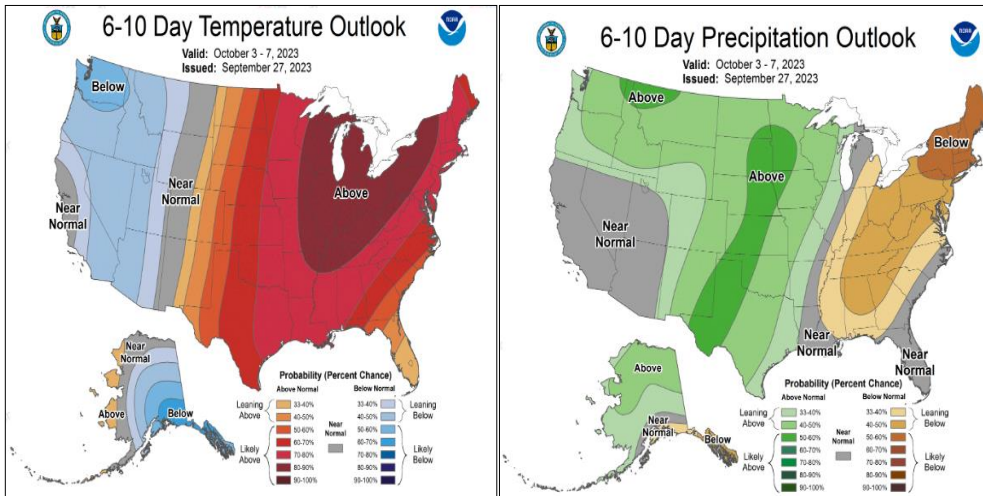 6-10 Day Temperature Outlook
Valid: October 3 - 7, 2023
Issued: September 27, 2023
Below
Near
Normal
Near
Normal
Above
Near
Normal
Above
Below
Probability (Percent Chance)
Above Normal
Below Normal
Leaning
Above
33-40%
40-50%
Likely
Above
50-60%
60-70%
70-80%
80-90%
90-100%
Near
Normal
33-40%
40-50%
Leaning
Below
50-60%
60-70%
70-80%
80-90%
90-100%
Likely
Below
6-10 Day Precipitation Outlook
Valid: October 3 - 7, 2023
Issued: September 27, 2023
Above
Below
Above
Near
Normal
Near
Normal
Near
Normal
Above
Near
Normal
Below
Probability (Percent Chance)
Above Normal
Below Normal
Leaning
Above
33-40%
40-50%
Likely
Above
50-60%
60-70%
70-80%
80-90%
90-100%
Near
Normal
33-40%
40-50%
Leaning
Below
50-60%
60-70%
70-80%
80-90%
90-100%
Likely
Below